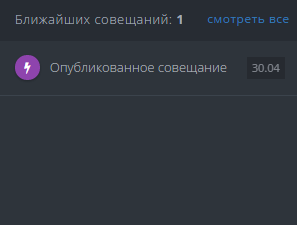 Ближайших совещаний: 1 смотреть все
Опубликованное совещание 30.04